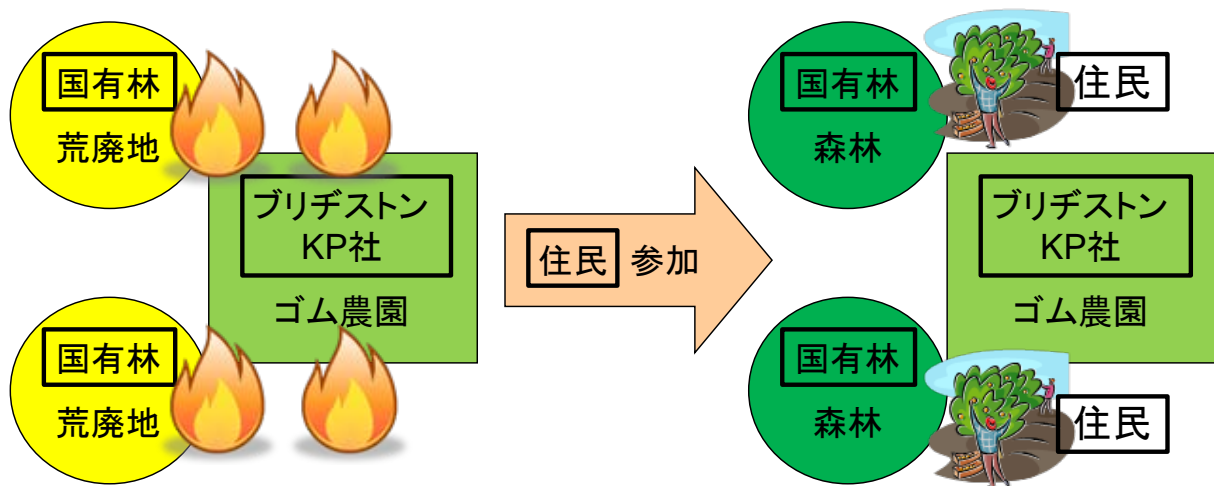 国有林
荒廃地
ブリヂストン
KP社
ゴム農園
国有林
荒廃地
住民 参加
国有林
森林
住民
ブリヂストン
KP社
ゴム農園
国有林
森林
住民